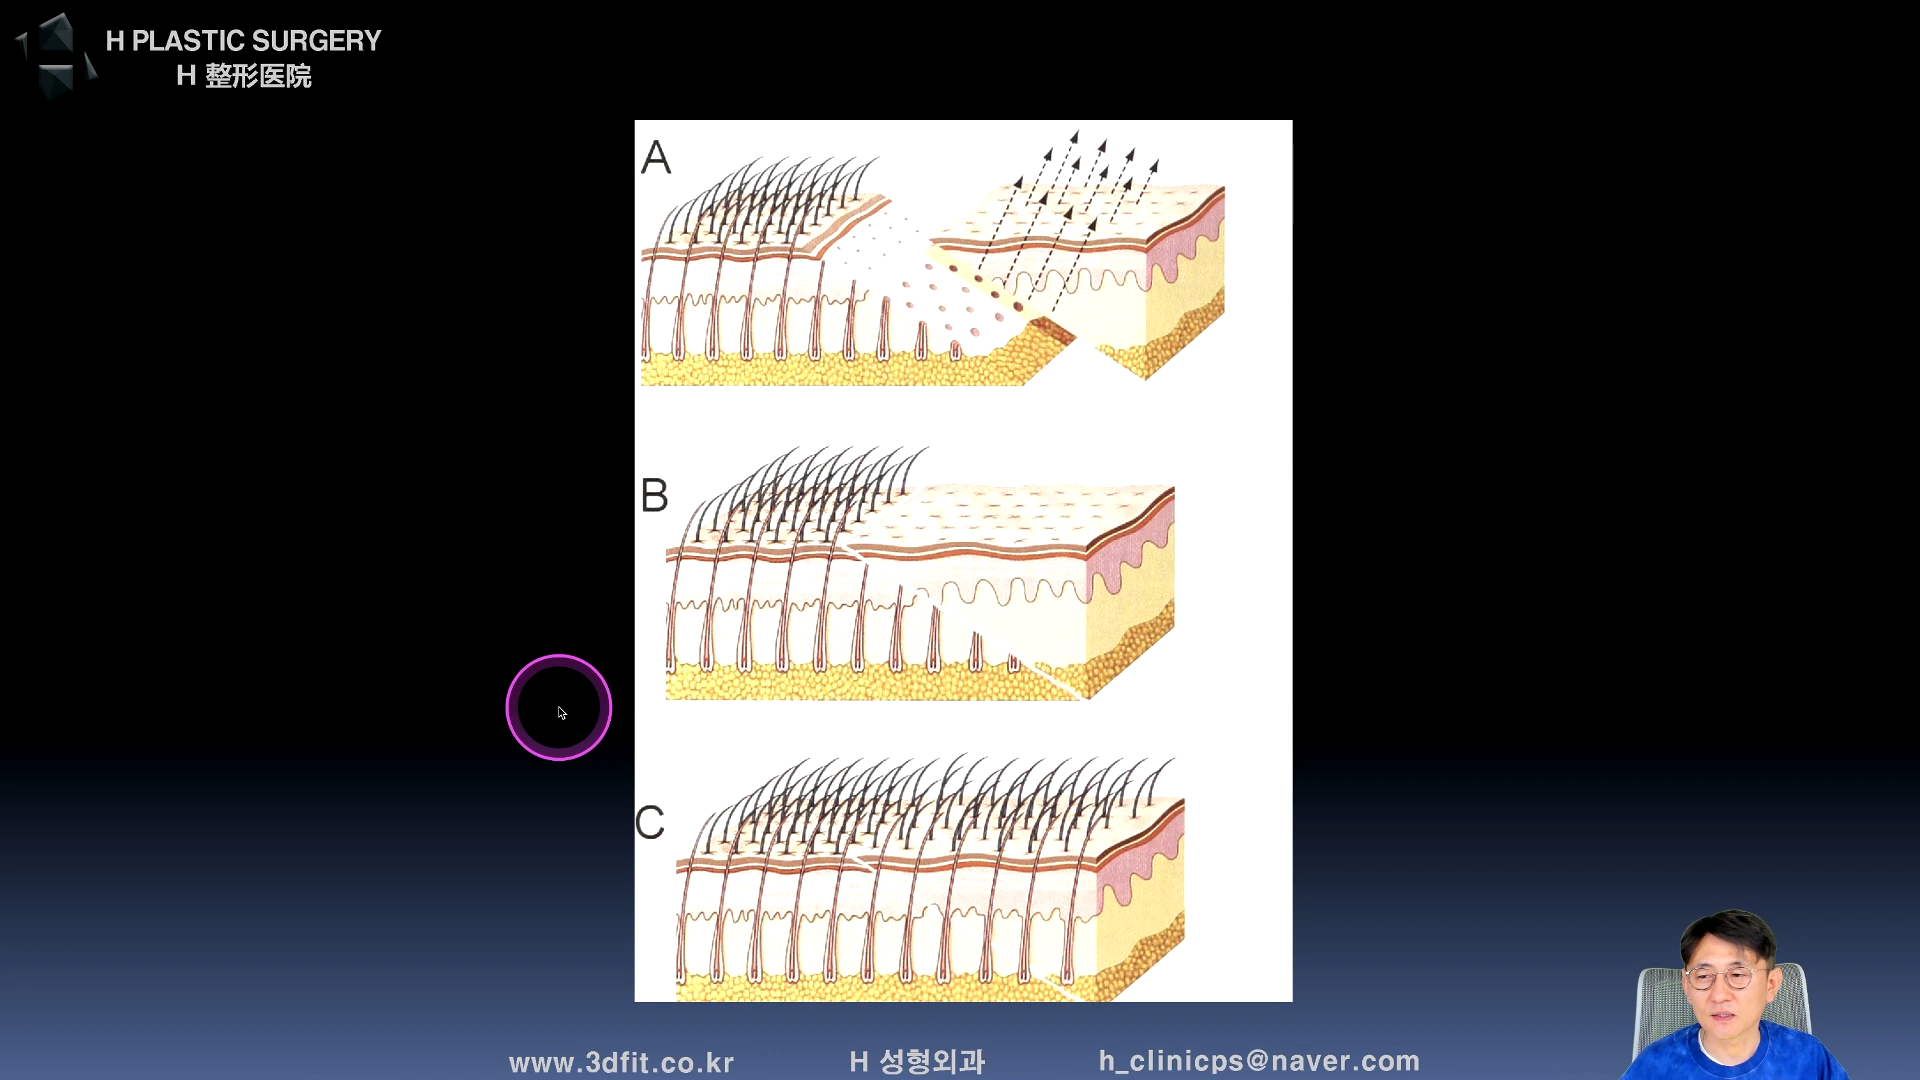 H PLASTIC SURGERY
H 整形医院
A
B
C
www.3dfit.co.kr
H 성형외과
h_clinicps@naver.com